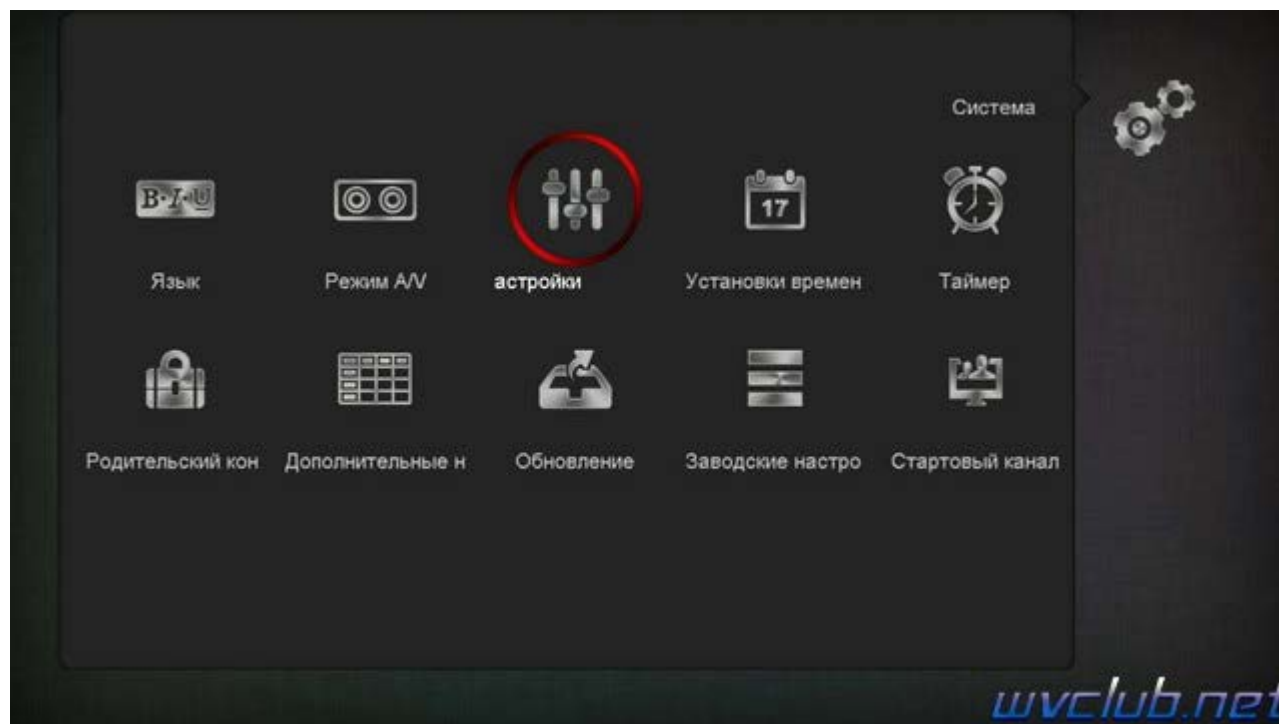 Система
B·I·U
17
Язык
Режим A/V
астройки
Установки времен
Таймер
Родительский кон
Дополнительные н
Обновление
Заводские настро
Стартовый канал
wvclub.net